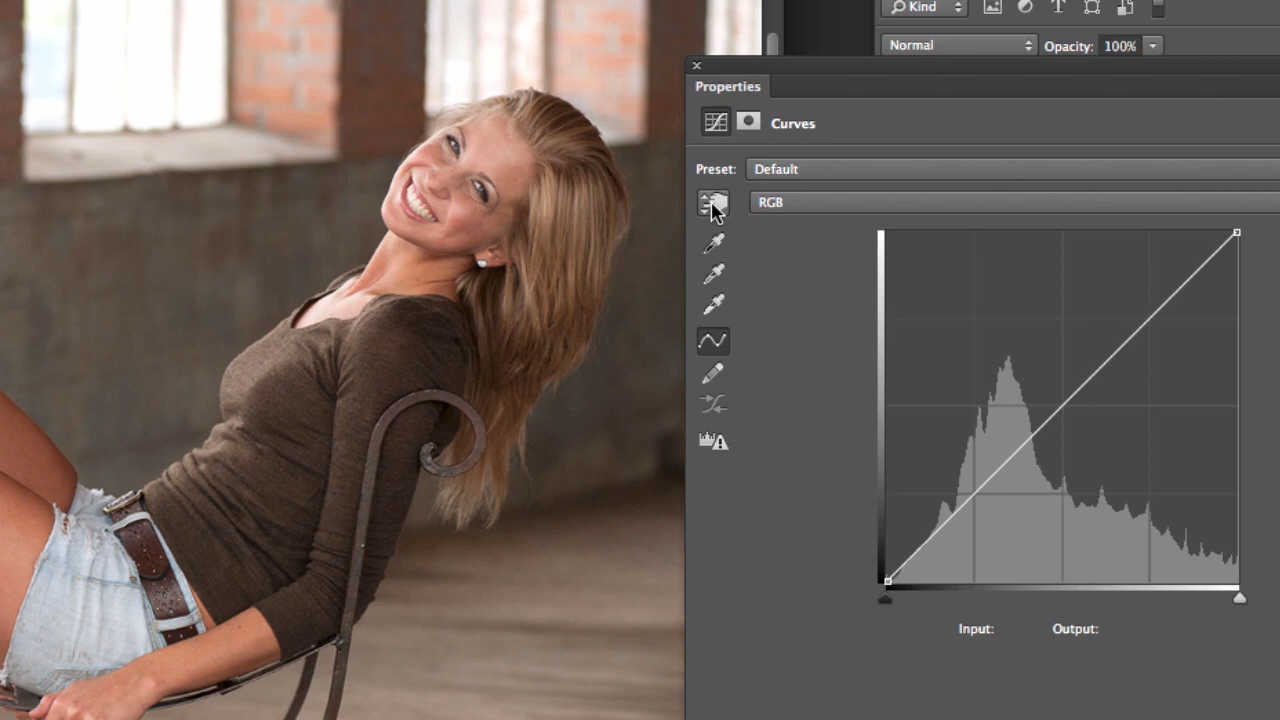 Kind
Normal
Opacity: 100%
Properties
Curves
Preset: Default
RGB
Input: Output: